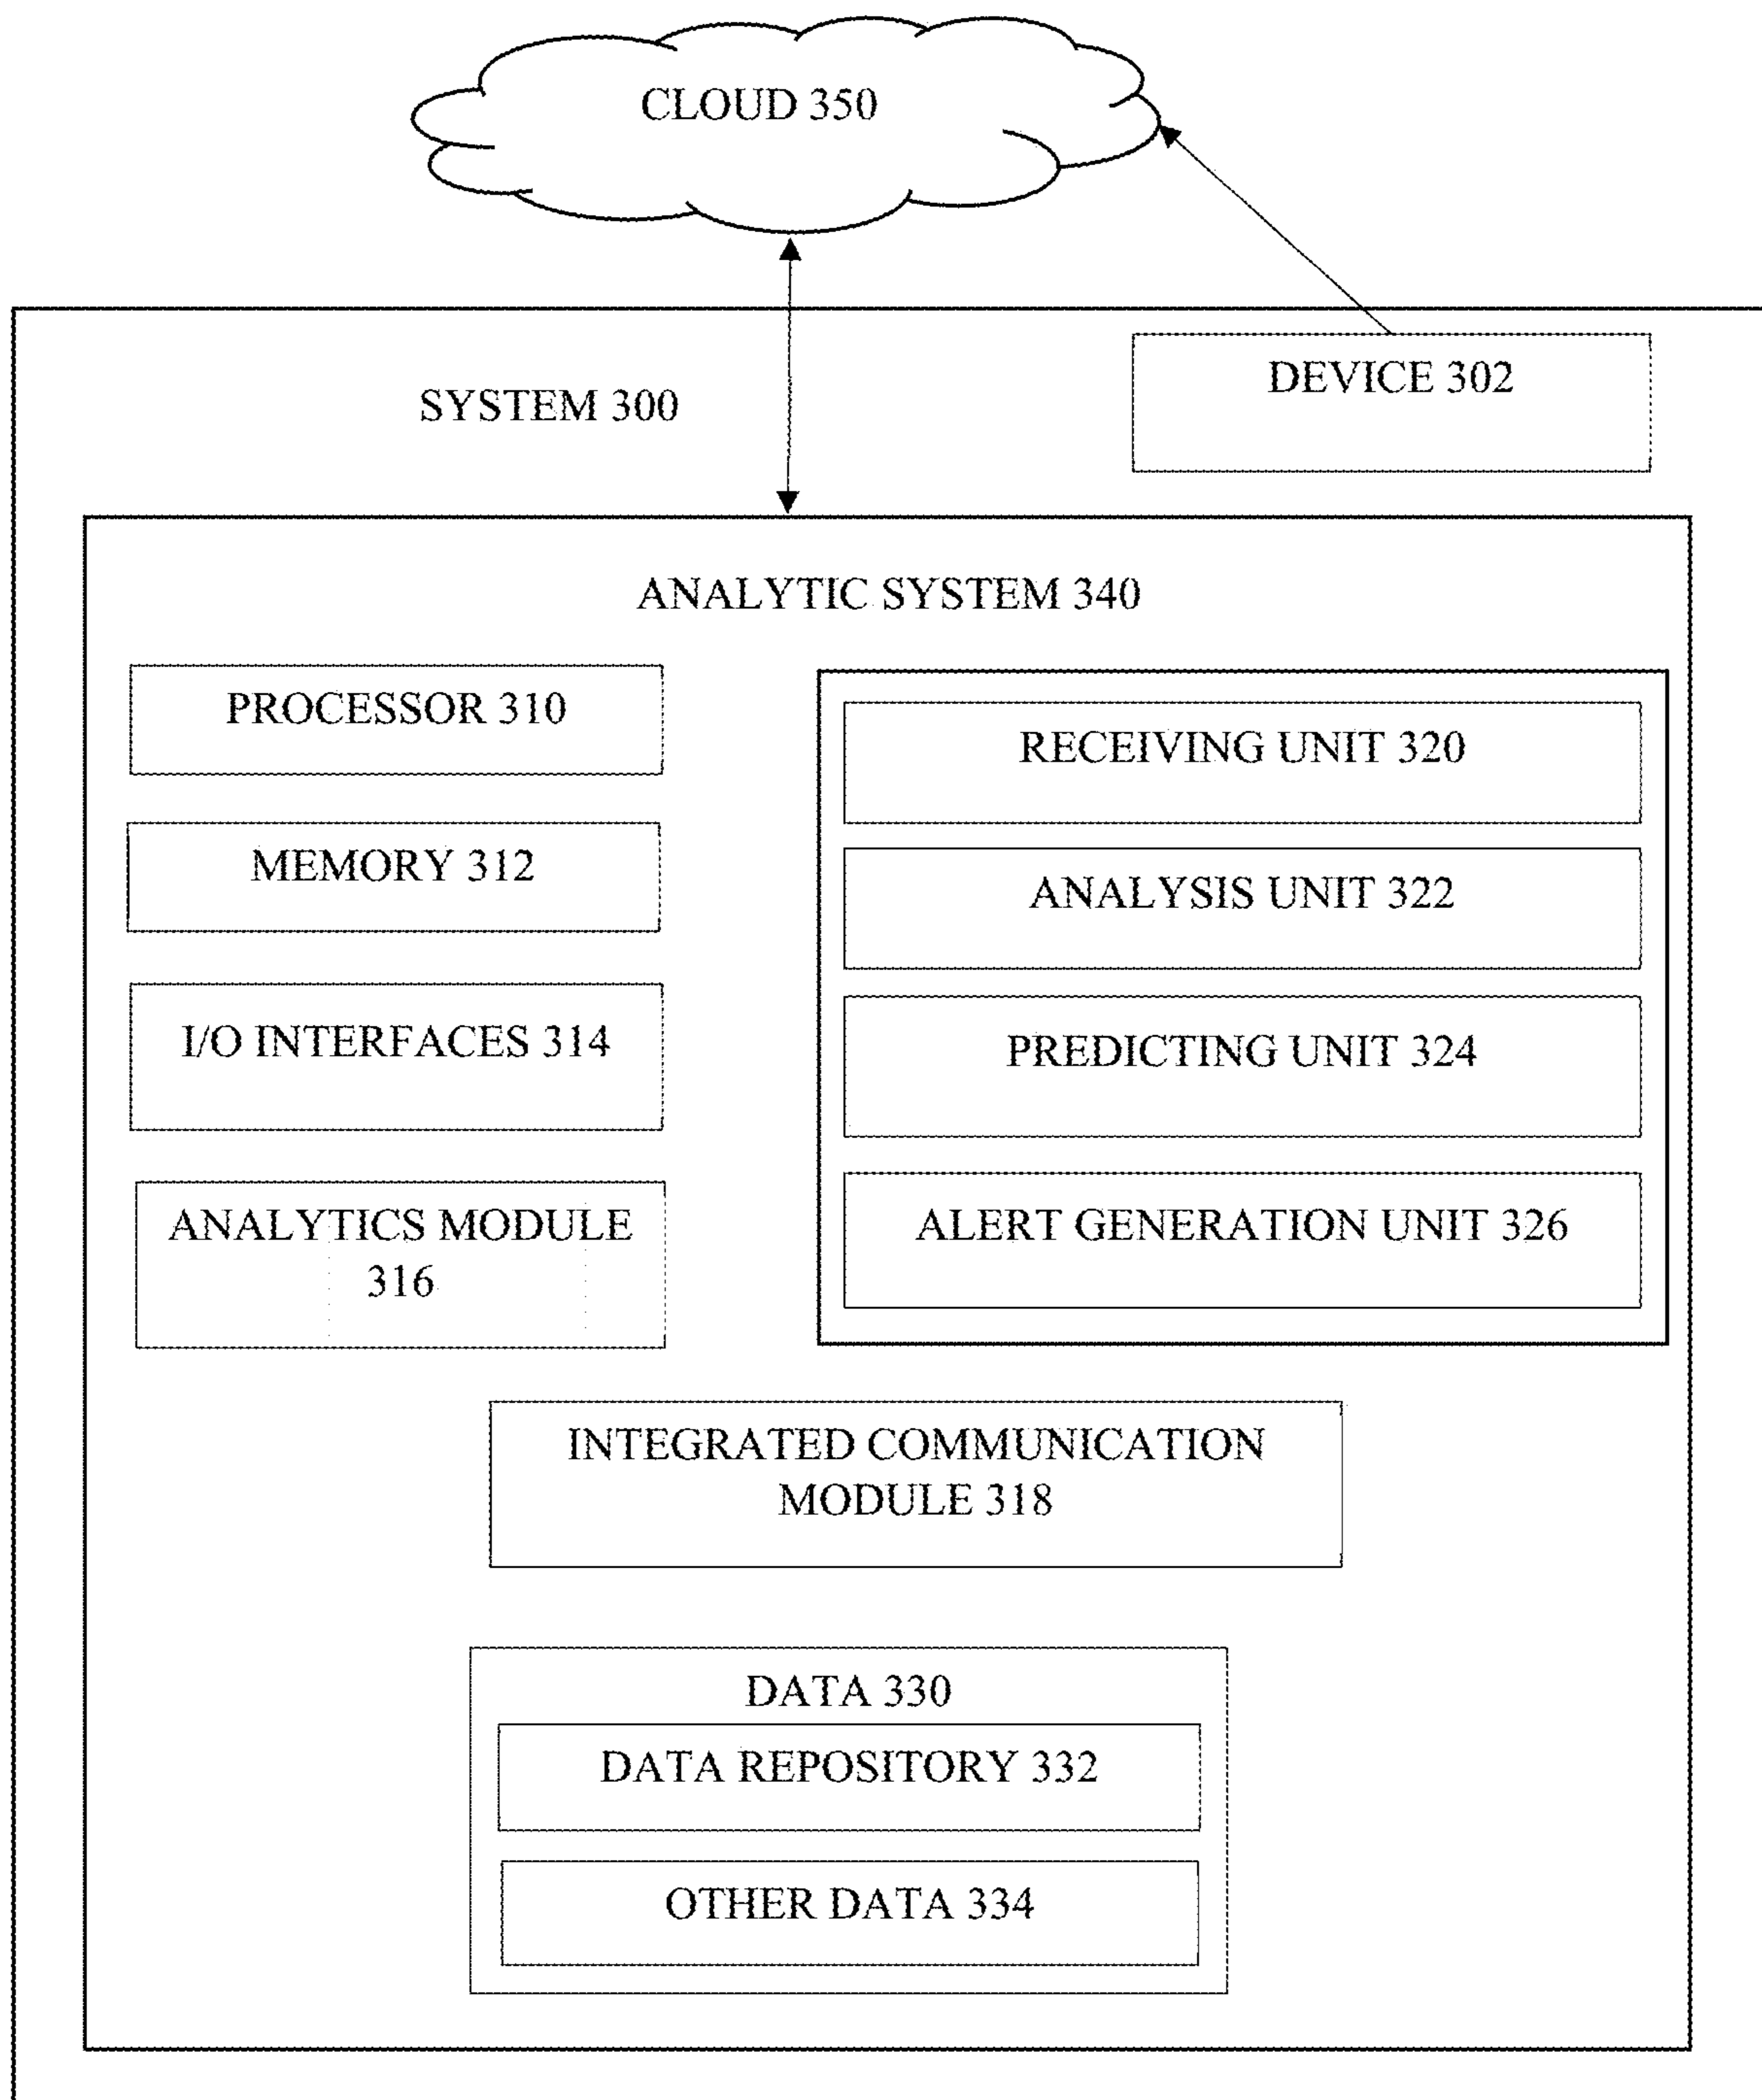 CLOUD 350
SYSTEM 300
DEVICE 302
ANALYTIC SYSTEM 340
PROCESSOR 310
MEMORY 312
I/O INTERFACES 314
ANALYTICS MODULE
316
RECEIVING UNIT 320
ANALYSIS UNIT 322
PREDICTING UNIT 324
ALERT GENERATION UNIT 326
INTEGRATED COMMUNICATION
MODULE 318
DATA 330
DATA REPOSITORY 332
OTHER DATA 334